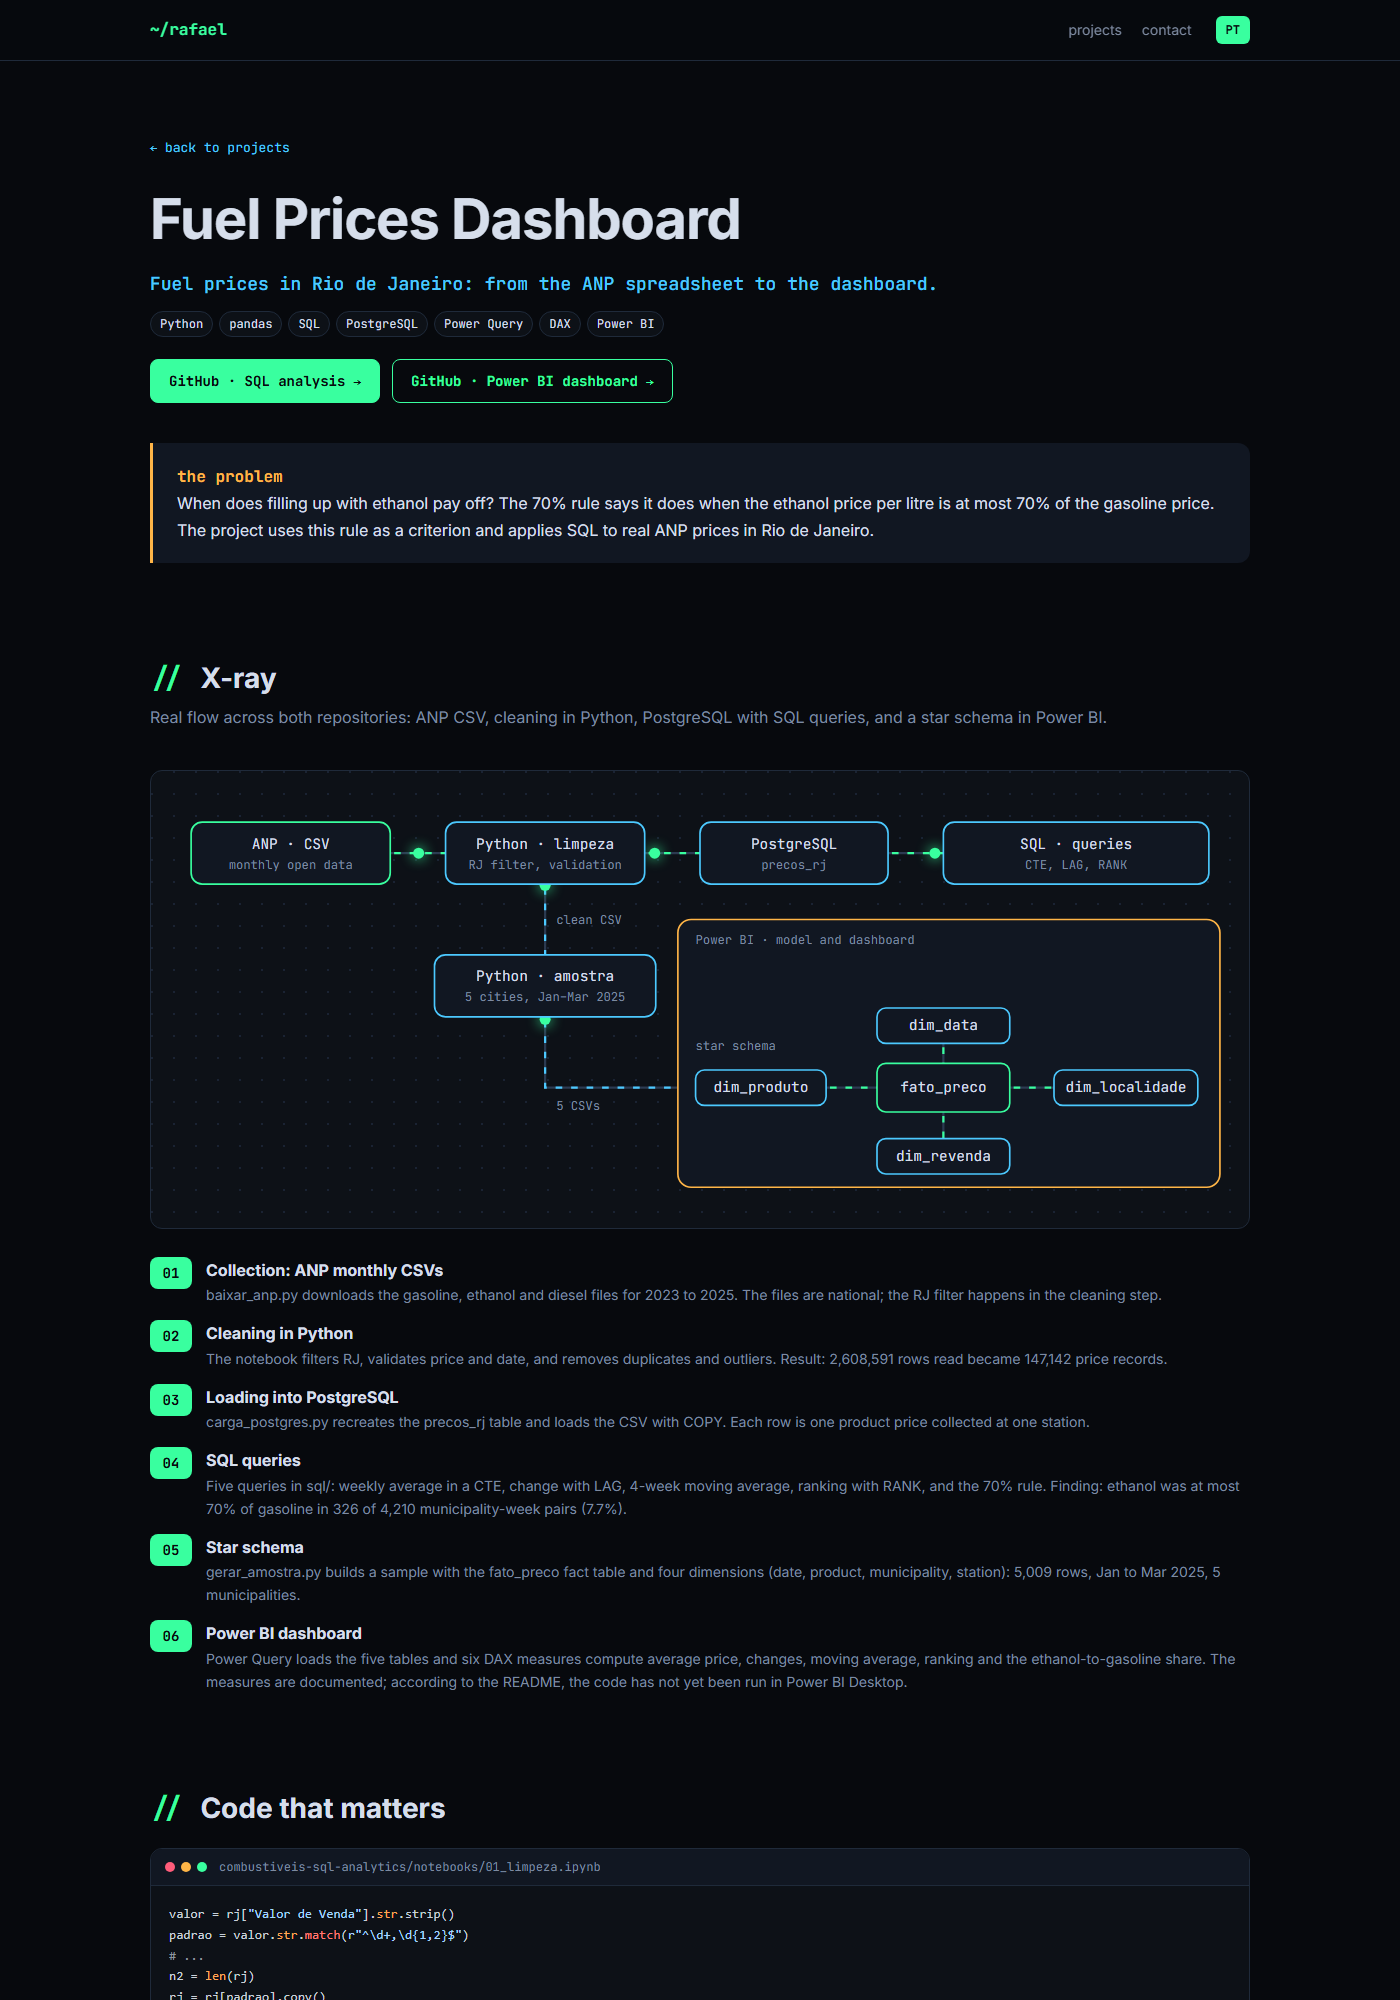 ~/rafael
projects
contact
PT
← back to projects
Fuel Prices Dashboard
Fuel prices in Rio de Janeiro: from the ANP spreadsheet to the dashboard.
Python
pandas
SQL
PostgreSQL
Power Query
DAX
Power BI
GitHub · SQL analysis →
GitHub · Power BI dashboard →
the problem
When does filling up with ethanol pay off? The 70% rule says it does when the ethanol price per litre is at most 70% of the gasoline price.
The project uses this rule as a criterion and applies SQL to real ANP prices in Rio de Janeiro.
// X-ray
Real flow across both repositories: ANP CSV, cleaning in Python, PostgreSQL with SQL queries, and a star schema in Power BI.
ANP · CSV
monthly open data
Python · limpeza
RJ filter, validation
PostgreSQL
precos_rj
SQL · queries
CTE, LAG, RANK
clean CSV
Power BI · model and dashboard
Python · amostra
5 cities, Jan–Mar 2025
dim_data
star schema
dim_produto
fato_preco
dim_localidade
5 CSVs
dim_revenda
01
Collection: ANP monthly CSVs
baixar_anp.py downloads the gasoline, ethanol and diesel files for 2023 to 2025. The files are national; the RJ filter happens in the cleaning step.
02
Cleaning in Python
The notebook filters RJ, validates price and date, and removes duplicates and outliers. Result: 2,608,591 rows read became 147,142 price records.
03
Loading into PostgreSQL
carga_postgres.py recreates the precos_rj table and loads the CSV with COPY. Each row is one product price collected at one station.
04
SQL queries
Five queries in sql/: weekly average in a CTE, change with LAG, 4-week moving average, ranking with RANK, and the 70% rule. Finding: ethanol was at most
70% of gasoline in 326 of 4,210 municipality-week pairs (7.7%).
05
Star schema
gerar_amostra.py builds a sample with the fato_preco fact table and four dimensions (date, product, municipality, station): 5,009 rows, Jan to Mar 2025, 5
municipalities.
06
Power BI dashboard
Power Query loads the five tables and six DAX measures compute average price, changes, moving average, ranking and the ethanol-to-gasoline share. The
measures are documented; according to the README, the code has not yet been run in Power BI Desktop.
// Code that matters
combustiveis-sql-analytics/notebooks/01_limpeza.ipynb
valor = rj["Valor de Venda"].str.strip()
padrao = valor.str.match(r"^\d+,\d{1,2}$")
# ...
n2 = len(rj)
rj = rj[padrao].copy()